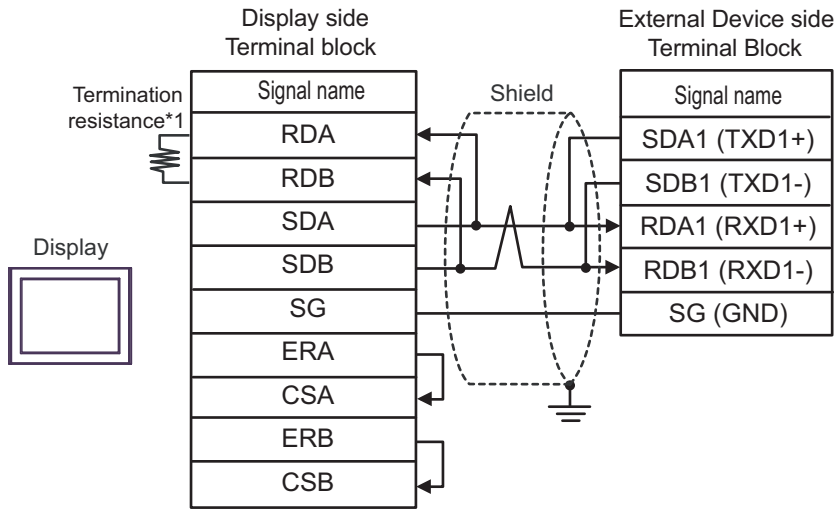 Display side
Terminal block
External Device side
Terminal Block
Termination
resistance*1
Signal name
RDA
RDB
SDA
SDB
SG
ERA
CSA
ERB
CSB
Shield
Signal name
SDA1 (TXD1+)
SDB1 (TXD1-)
RDA1 (RXD1+)
RDB1 (RXD1-)
SG (GND)
Display